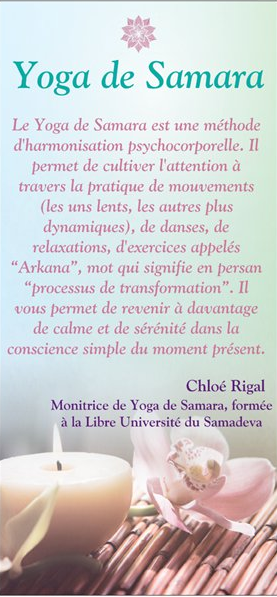 Yoga de Samara
Le Yoga de Samara est une méthode
d'harmonisation psychocorporelle. Il
permet de cultiver l'attention à
travers la pratique de mouvements
(les uns lents, les autres plus
dynamiques), de danses, de
relaxations, d'exercices appelés
“Arkana”, mot qui signifie en persan
“processus de transformation”. Il
vous permet de revenir à davantage
de calme et de sérénité dans la
conscience simple du moment présent.
Chloé Rigal
Monitrice de Yoga de Samara, formée
à la Libre Université du Samadeva